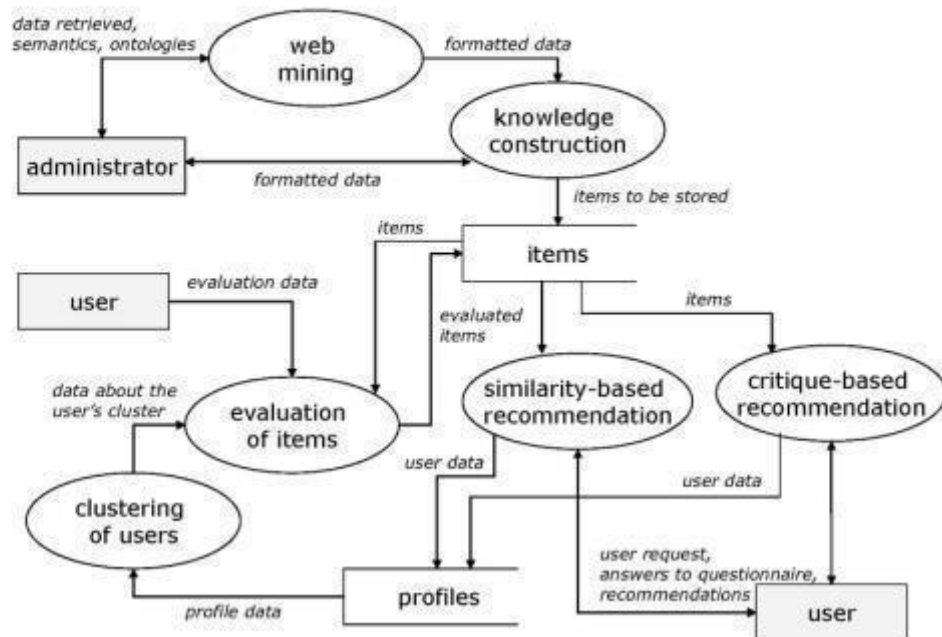 data retrieved,
semantics, ontologies
web
mining
formatted data
knowledge
construction
administrator
formatted data
items to be stored
items
items
user
evaluation data
evaluated
items
items
data about the
user's cluster
evaluation
of items
similarity-based
recommendation
critique-based
recommendation
user data
user data
clustering
of users
user request,
answers to questionnaire,
recommendations
profile data
profiles
user